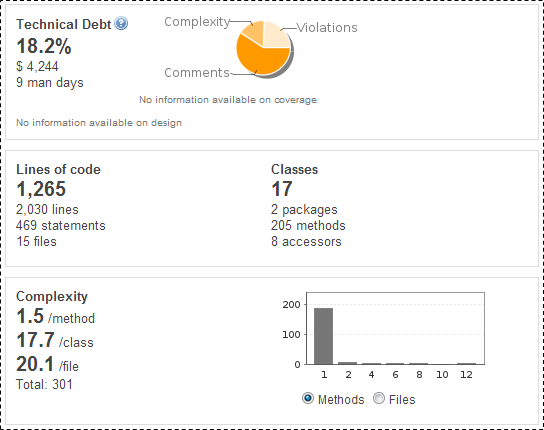 Technical Debt ?
18.2%
$ 4,244
9 man days
Complexity
Violations
Comments
No information available on coverage
No information available on design
Lines of code
1,265
2,030 lines
469 statements
15 files
Classes
17
2 packages
205 methods
8 accessors
Complexity
1.5 /method
17.7 /class
20.1 /file
Total: 301
200
100
0
1 2 4 6 8 10 12
Methods Files